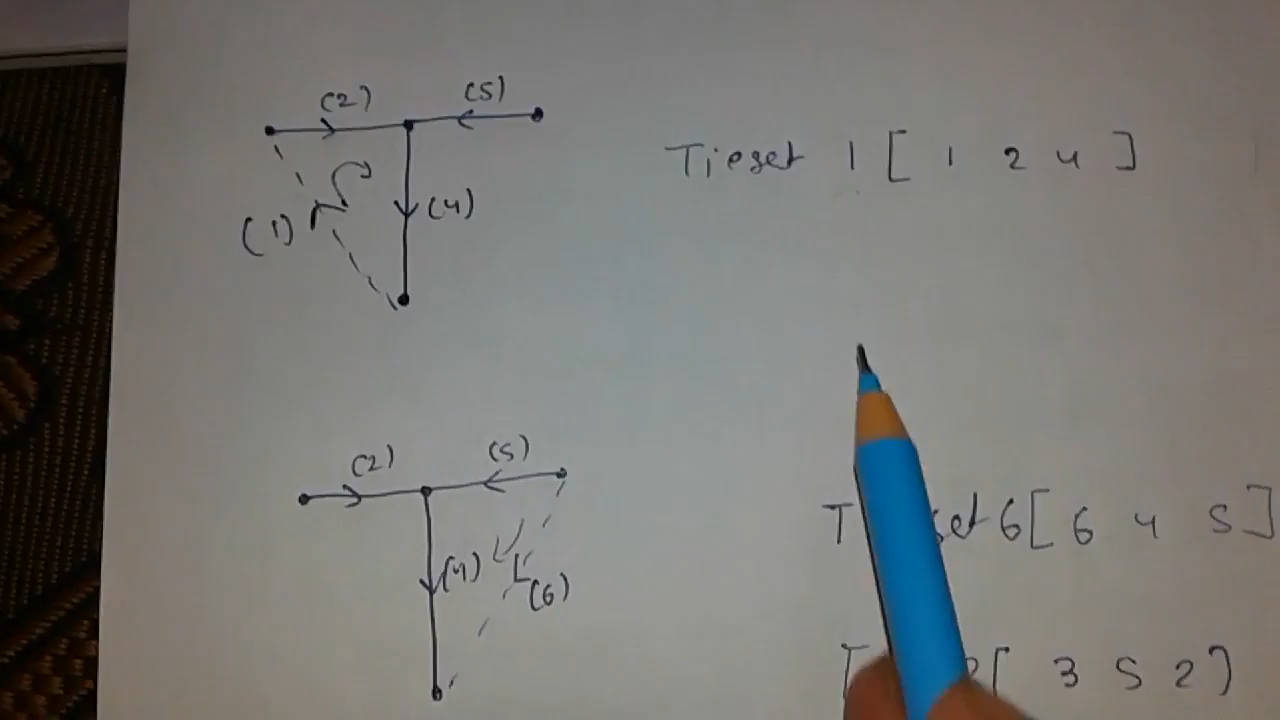 (2) (5)
Tieset 1 [ 1 2 4 ]
(1) (4)
(2) (5)
(4) (6)
set 6 [ 6 4 5 ]
[ 3 5 2 ]